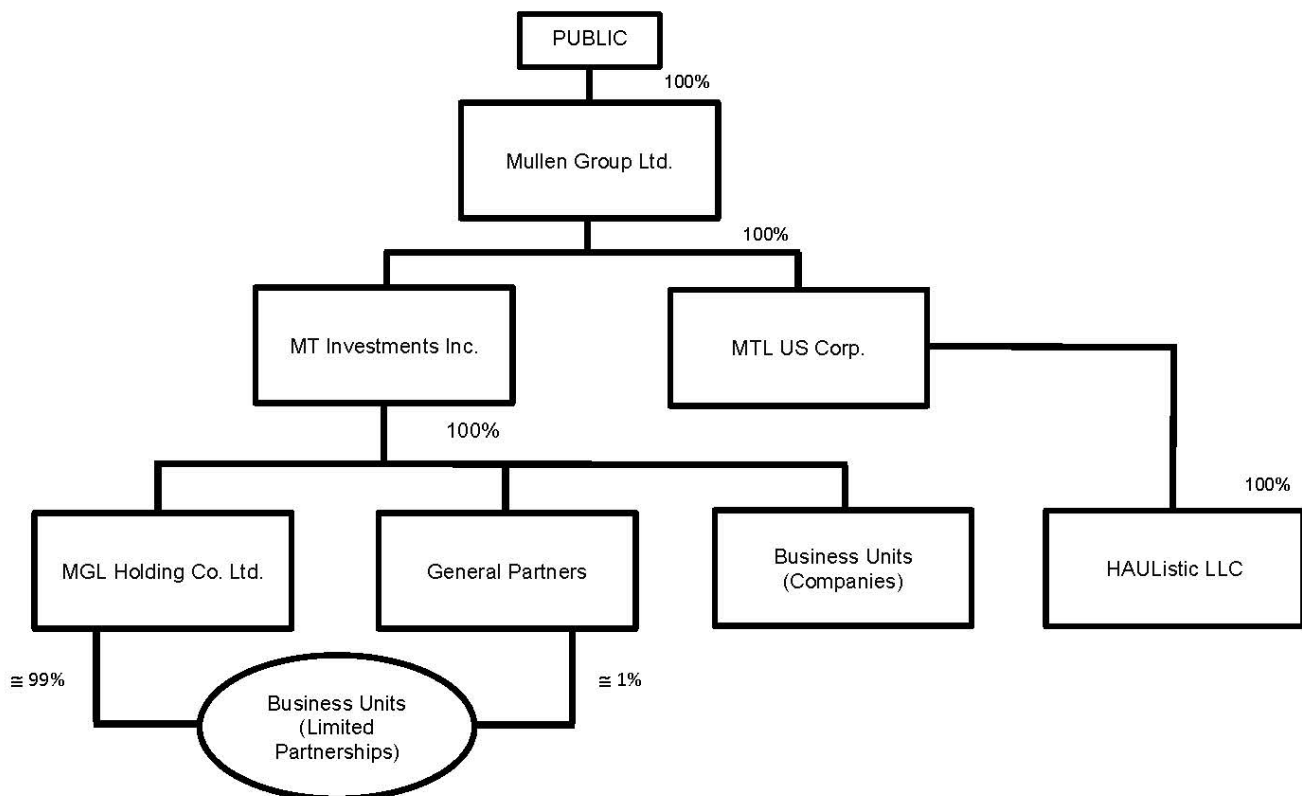 PUBLIC
100%
Mullen Group Ltd.
100%
MT Investments Inc.
MTL US Corp.
100%
100%
MGL Holding Co. Ltd.
General Partners
Business Units
(Companies)
HAUListic LLC
≅ 99%
≅ 1%
Business Units
(Limited
Partnerships)